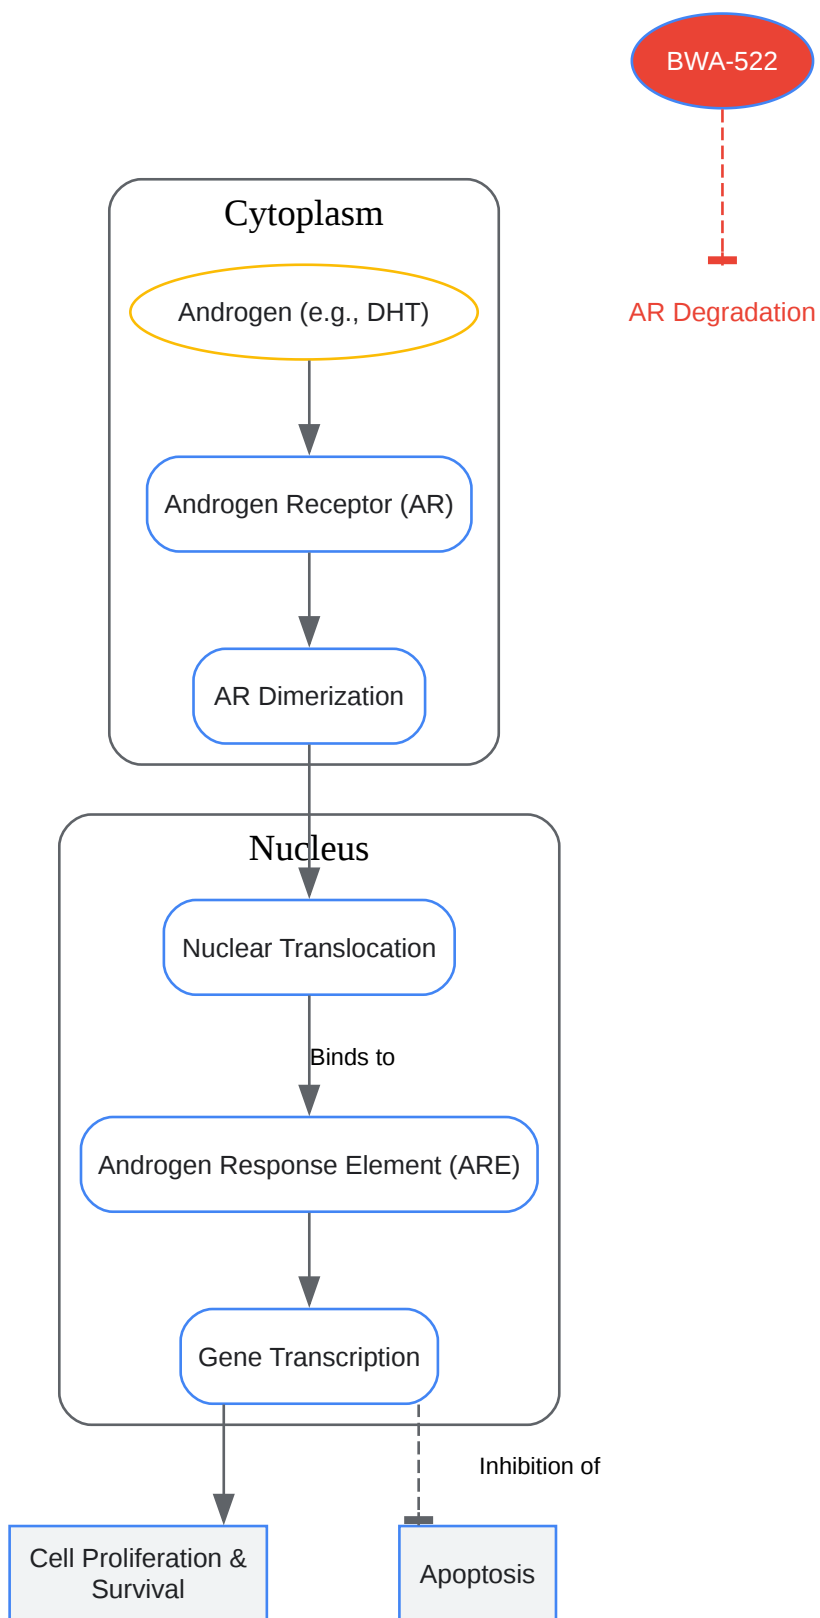 BWA-522
Cytoplasm
Androgen (e.g., DHT)
AR Degradation
Androgen Receptor (AR)
AR Dimerization
Nucleus
Nuclear Translocation
Binds to
Androgen Response Element (ARE)
Gene Transcription
Inhibition of
Cell Proliferation &
Survival
Apoptosis